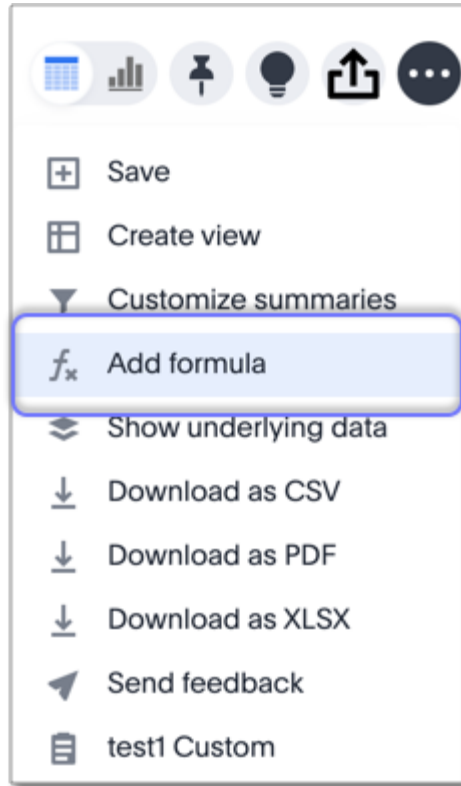 Save
Create view
Customize summaries
fx Add formula
Show underlying data
Download as CSV
Download as PDF
Download as XLSX
Send feedback
test1 Custom